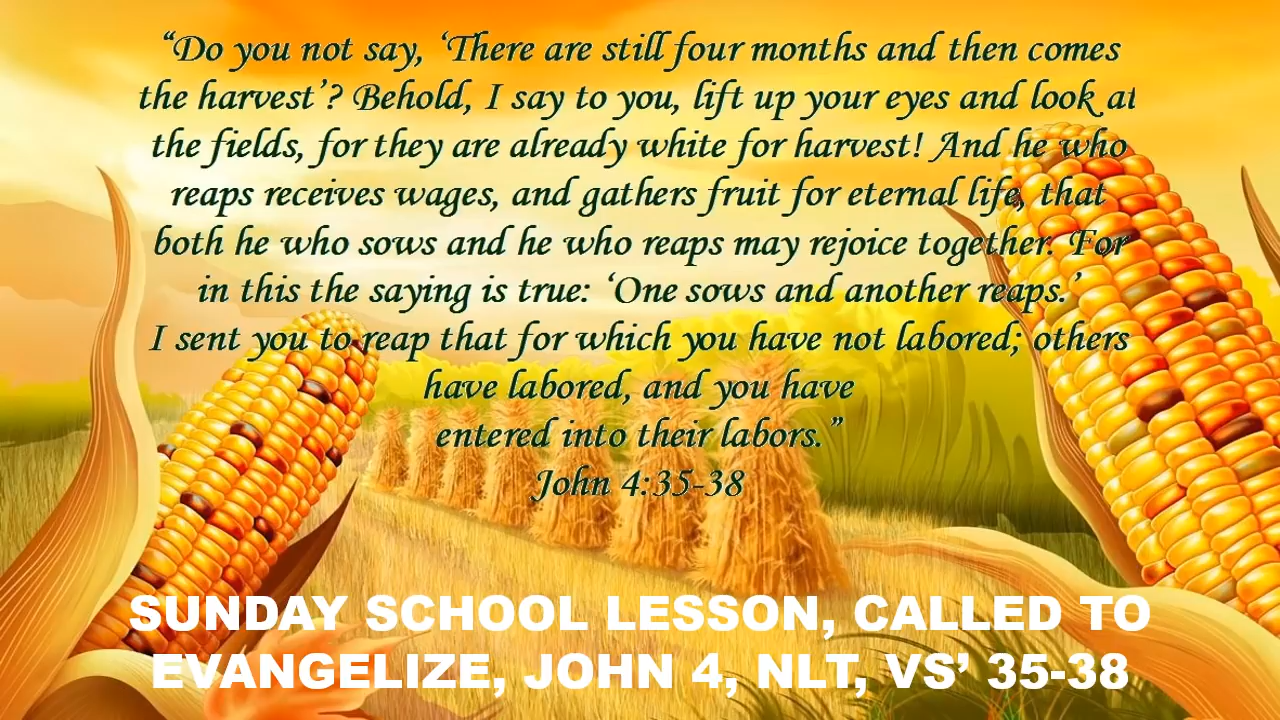 “Do you not say, ‘There are still four months and then comes
the harvest’? Behold, I say to you, lift up your eyes and look at
the fields, for they are already white for harvest! And he who
reaps receives wages, and gathers fruit for eternal life, that
both he who sows and he who reaps may rejoice together. For
in this the saying is true: ‘One sows and another reaps.’
I sent you to reap that for which you have not labored; others
have labored, and you have
entered into their labors.”
John 4:35-38
SUNDAY SCHOOL LESSON, CALLED TO
EVANGELIZE, JOHN 4, NLT, VS’ 35-38